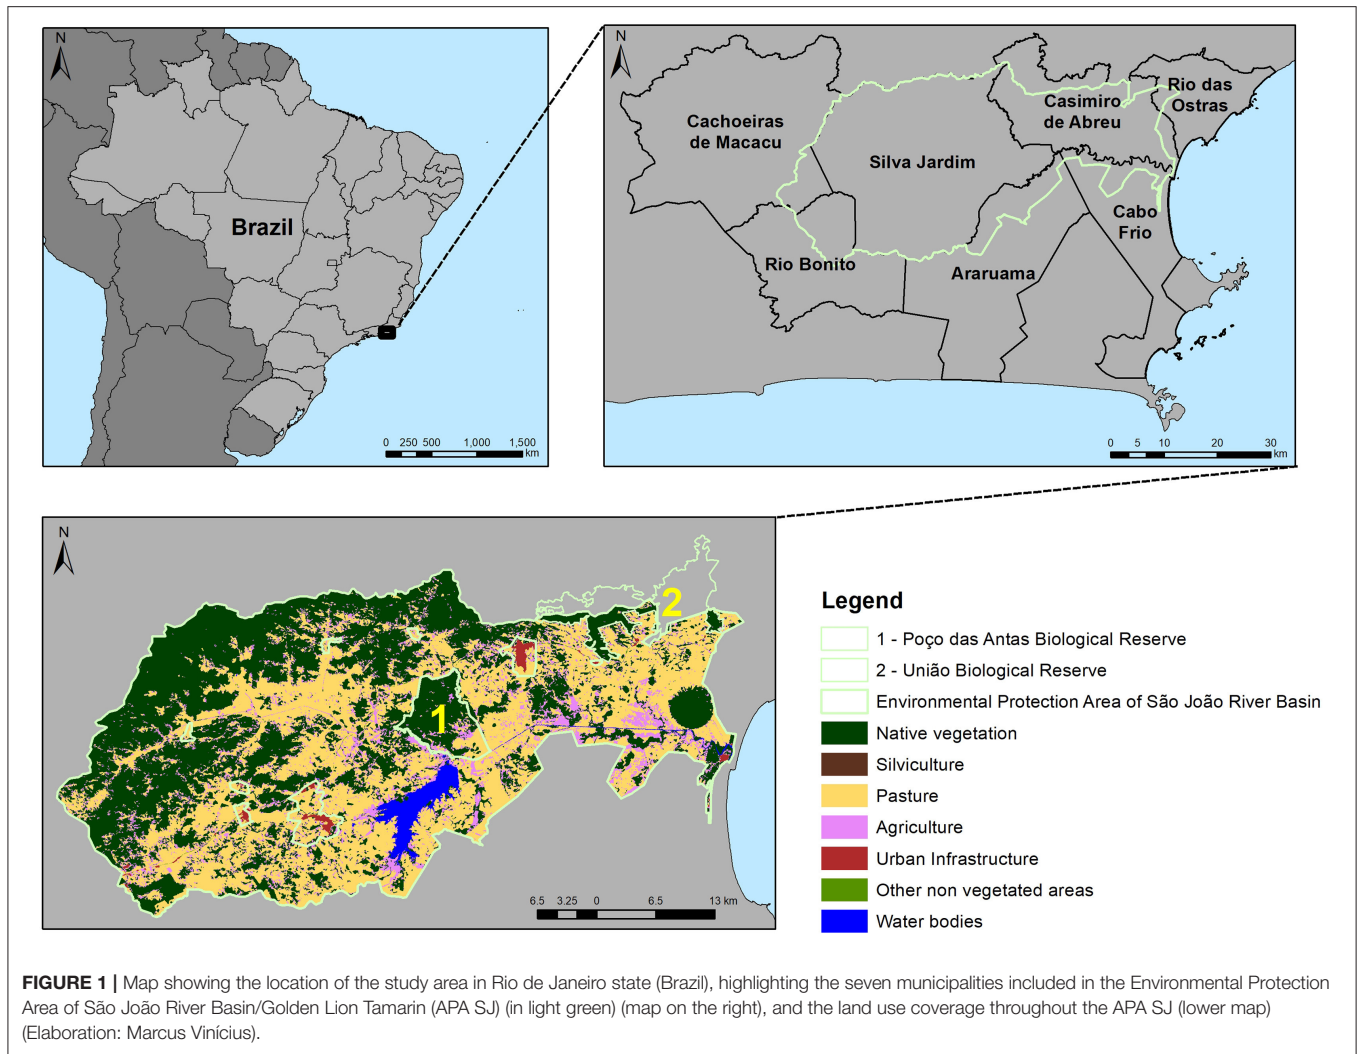 N
Brazil
0 250 500 1,000 1,500
km
N
Cachoeiras
de Macacu
Silva Jardim
Casimiro
de Abreu
Rio das
Ostras
Cabo
Frio
Rio Bonito
Araruama
0 5 10 20 30
km
N
1
2
6.5 3.25 0 6.5 13 km
Legend
1 - Poço das Antas Biological Reserve
2 - União Biological Reserve
Environmental Protection Area of São João River Basin
Native vegetation
Silviculture
Pasture
Agriculture
Urban Infrastructure
Other non vegetated areas
Water bodies
FIGURE 1 | Map showing the location of the study area in Rio de Janeiro state (Brazil), highlighting the seven municipalities included in the Environmental Protection
Area of São João River Basin/Golden Lion Tamarin (APA SJ) (in light green) (map on the right), and the land use coverage throughout the APA SJ (lower map)
(Elaboration: Marcus Vinícius).